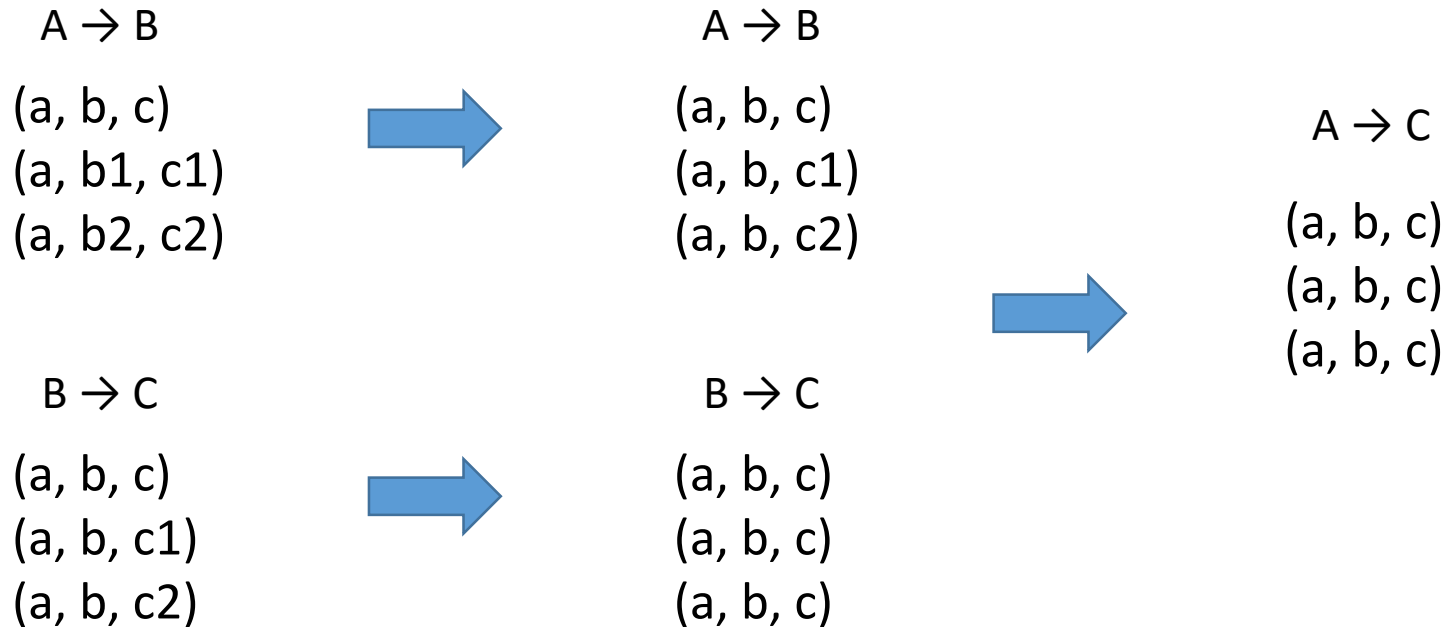 A → B
(a, b, c)
(a, b1, c1)
(a, b2, c2)
A → B
(a, b, c)
(a, b, c1)
(a, b, c2)
B → C
(a, b, c)
(a, b, c1)
(a, b, c2)
B → C
(a, b, c)
(a, b, c)
(a, b, c)
A → C
(a, b, c)
(a, b, c)
(a, b, c)